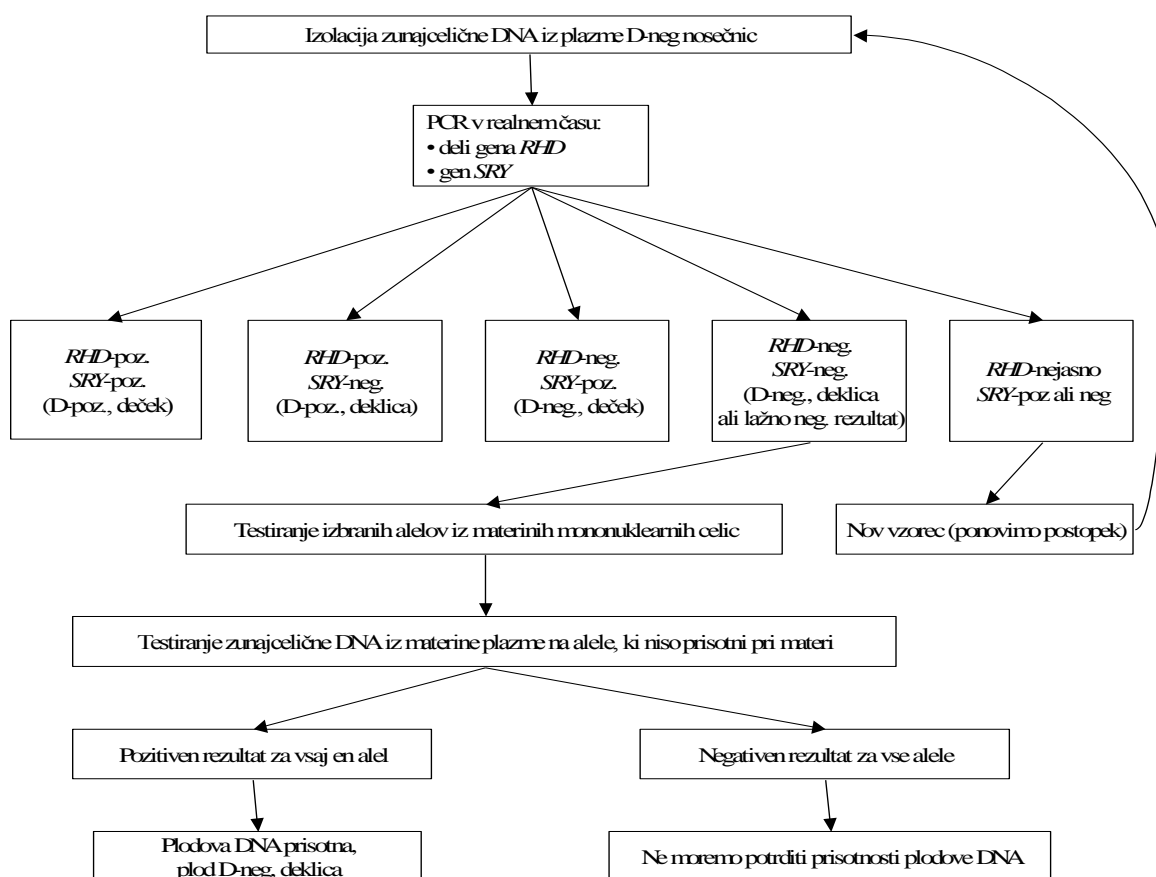 Izolacija zunajcelične DNA iz plazme D-neg nosečnic
PCR v realnem času:
• deli gena RHD
• gen SRY
RHD-poz.
SRY-poz.
(D-poz., deček)
RHD-poz.
SRY-neg.
(D-poz., deklica)
RHD-neg.
SRY-poz.
(D-neg., deček)
RHD-neg.
SRY-neg.
(D-neg., deklica
ali lažno neg. rezultat)
RHD-nejasno
SRY-poz ali neg
Testiranje izbranih alelov iz materinih mononuklearnih celic
Nov vzorec (ponovimo postopek)
Testiranje zunajcelične DNA iz materine plazme na alele, ki niso prisotni pri materi
Pozitiven rezultat za vsaj en alel
Negativen rezultat za vse alele
Plodova DNA prisotna,
plod D-neg, deklica
Ne moremo potrditi prisotnosti plodove DNA